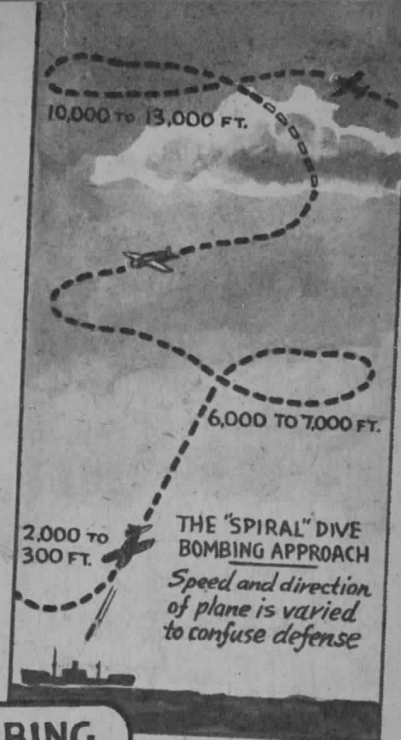 10,000 TO 13,000 FT.
6,000 TO 7,000 FT.
2,000 TO
300 FT.
THE "SPIRAL" DIVE
BOMBING APPROACH
Speed and direction
of plane is varied
to confuse defense
BING